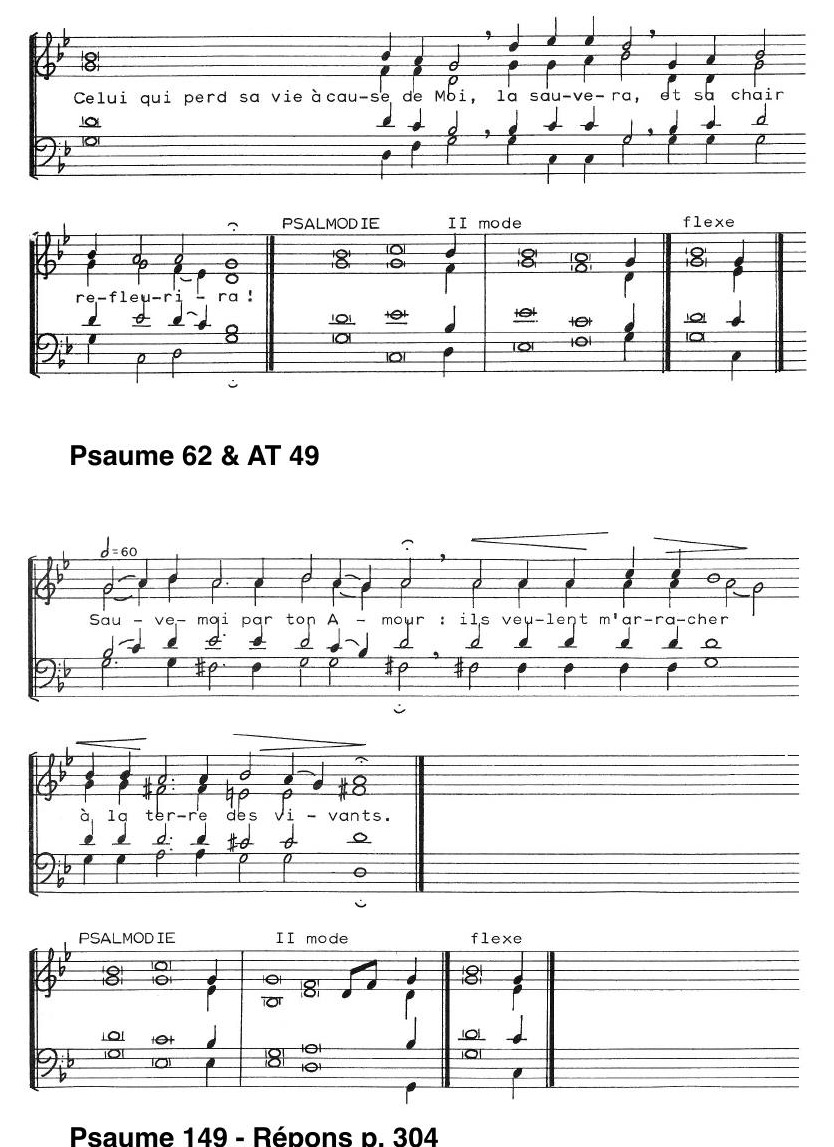 Celui qui perd sa vie à cau-se de Moi, la sau-ve-ra, et sa chair
PSALMODIE II mode flexe
re-fleu-ri - ra !
Psaume 62 & AT 49
=60
Sau - ve- moi par ton A - mour : ils veu-lent m'ar-ra-cher
à la ter-re des vi - vants.
PSALMODIE II mode flexe
Psaume 149 - Répons p. 304